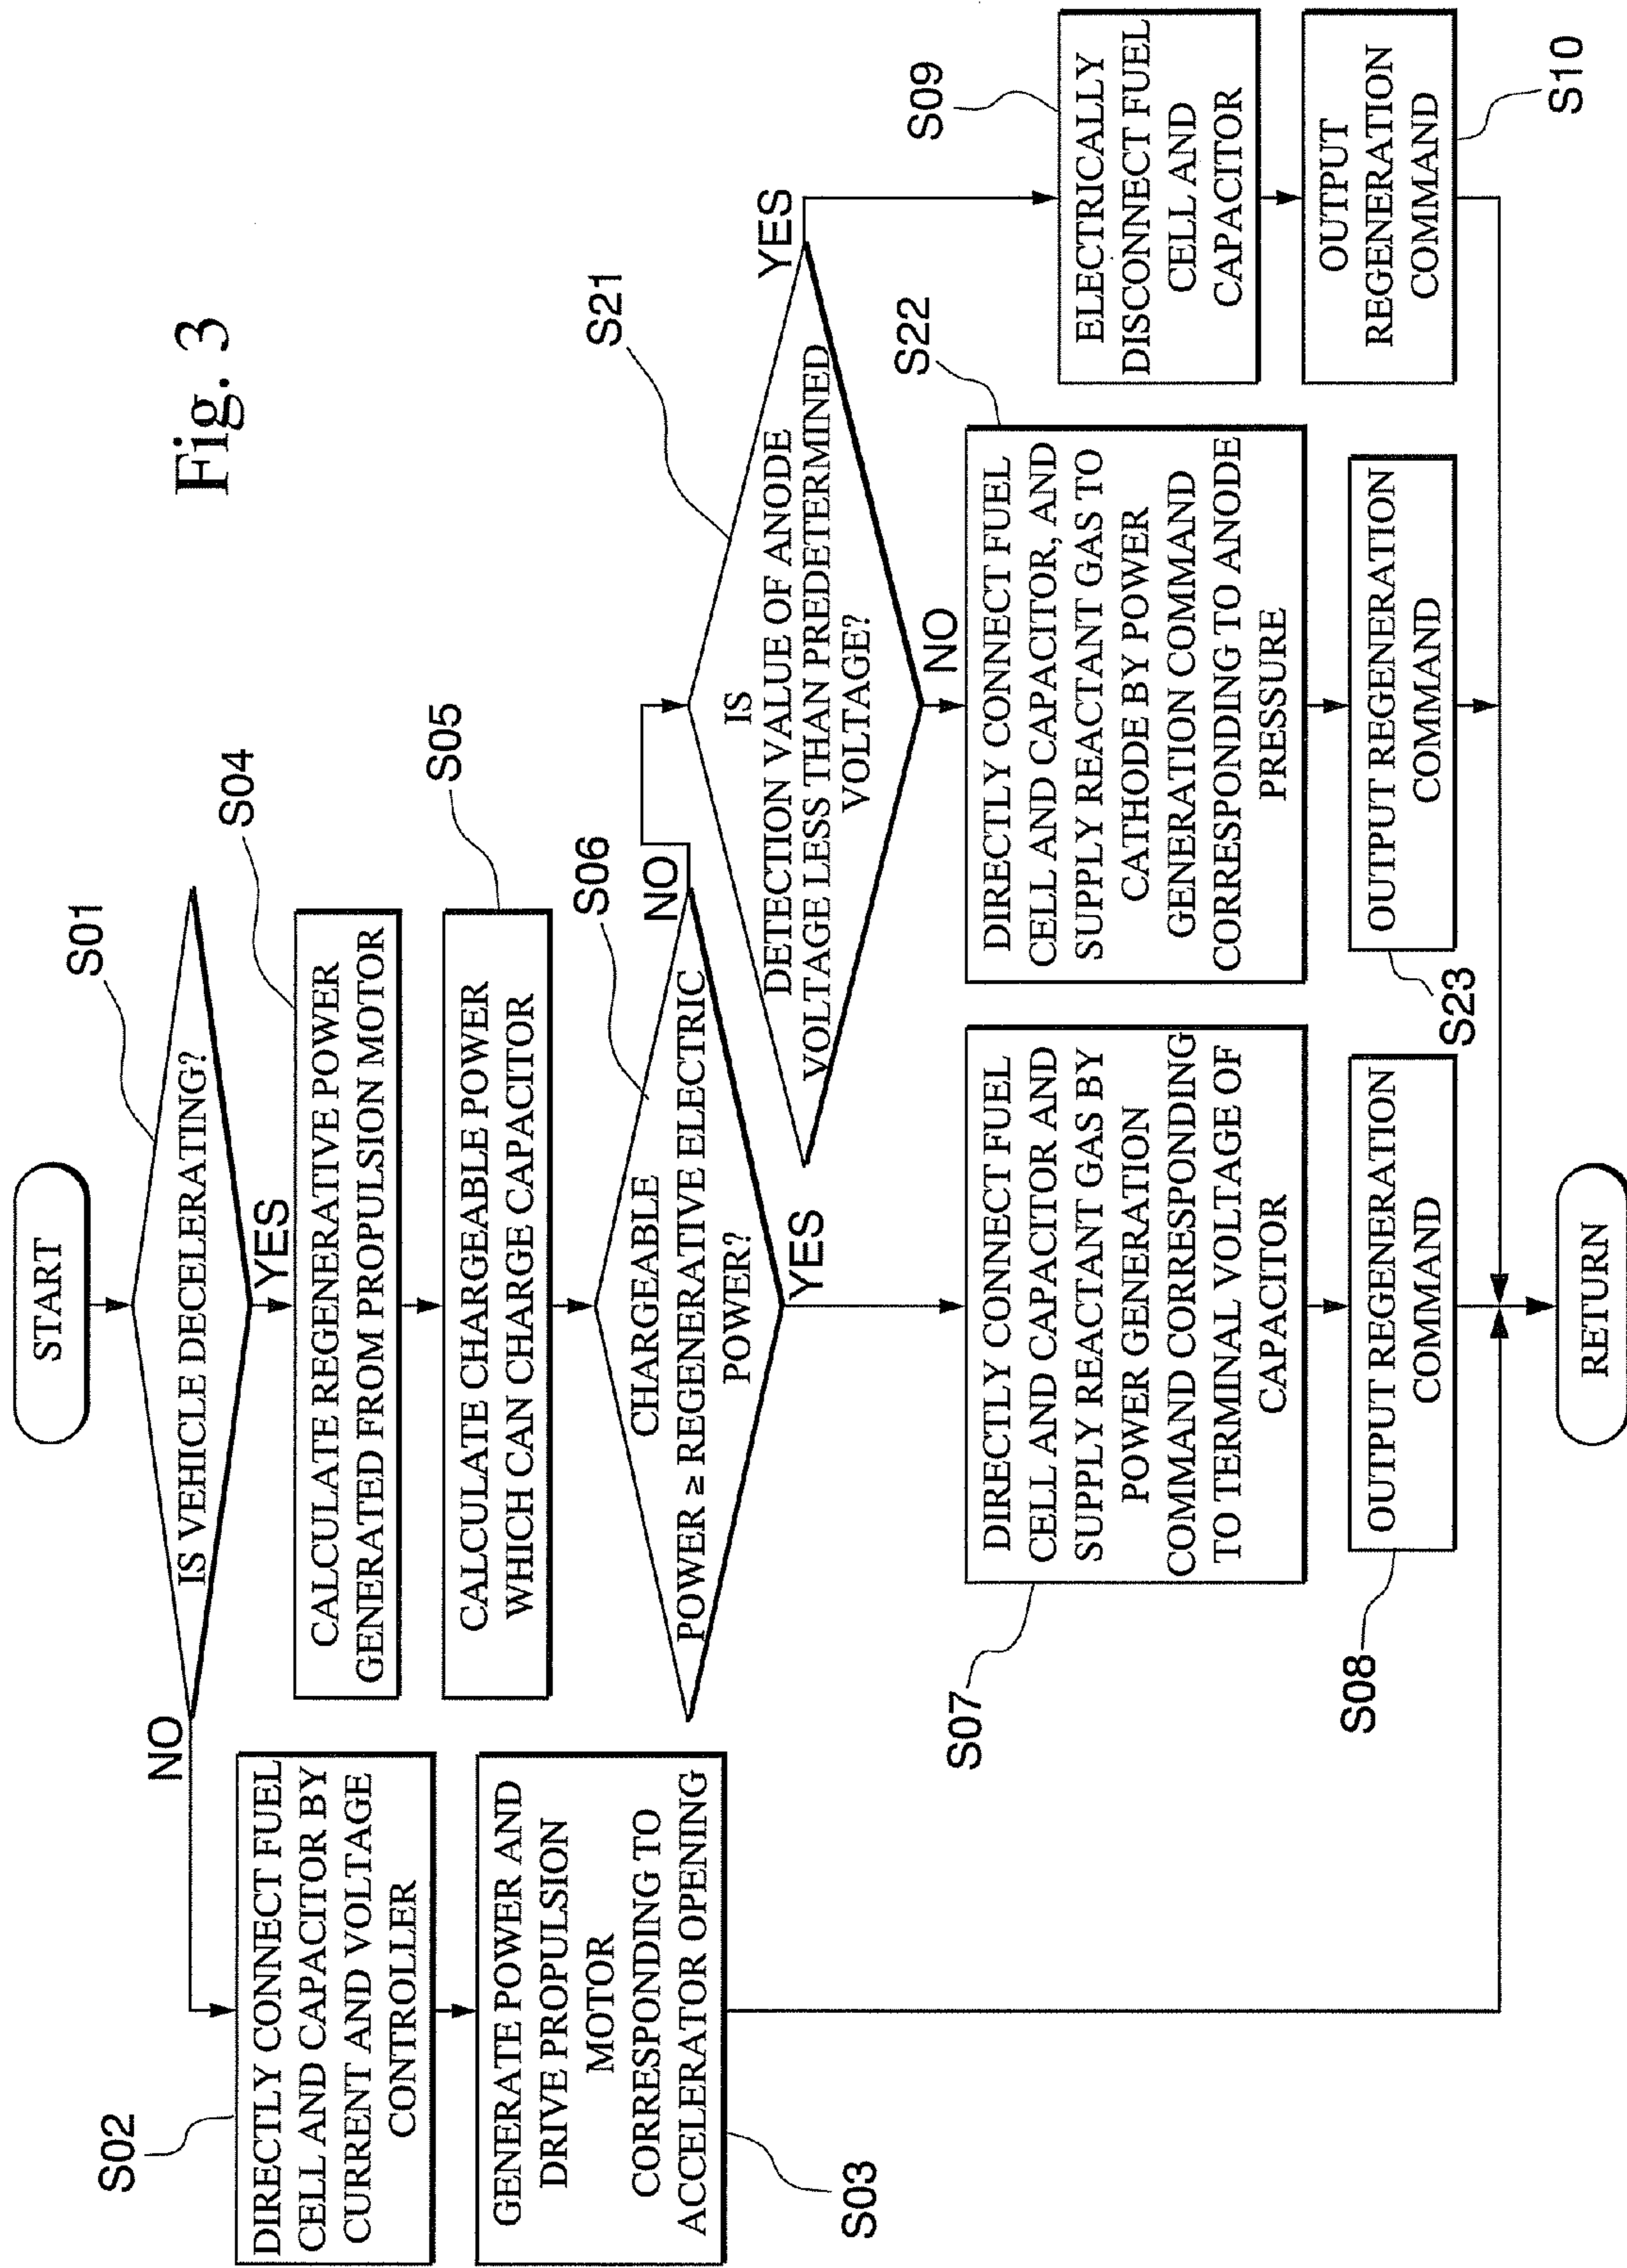 Fig. 3
START
S01
IS VEHICLE DECELERATING?
NO
YES
S02
DIRECTLY CONNECT FUEL
CELL AND CAPACITOR BY
CURRENT AND VOLTAGE
CONTROLLER
GENERATE POWER AND
DRIVE PROPULSION
MOTOR
CORRESPONDING TO
ACCELERATOR OPENING
S03
S04
CALCULATE REGENERATIVE POWER
GENERATED FROM PROPULSION MOTOR
S05
CALCULATE CHARGEABLE POWER
WHICH CAN CHARGE CAPACITOR
S06
CHARGEABLE
POWER ≥ REGENERATIVE ELECTRIC
POWER?
NO
YES
S07
DIRECTLY CONNECT FUEL
CELL AND CAPACITOR AND
SUPPLY REACTANT GAS BY
POWER GENERATION
COMMAND CORRESPONDING
TO TERMINAL VOLTAGE OF
CAPACITOR
S08
OUTPUT REGENERATION
COMMAND
S21
IS
DETECTION VALUE OF ANODE
VOLTAGE LESS THAN PREDETERMINED
VOLTAGE?
YES
NO
S22
DIRECTLY CONNECT FUEL
CELL AND CAPACITOR, AND
SUPPLY REACTANT GAS TO
CATHODE BY POWER
GENERATION COMMAND
CORRESPONDING TO ANODE
PRESSURE
S23
OUTPUT REGENERATION
COMMAND
S09
ELECTRICALLY
DISCONNECT FUEL
CELL AND
CAPACITOR
OUTPUT
REGENERATION
COMMAND
S10
RETURN